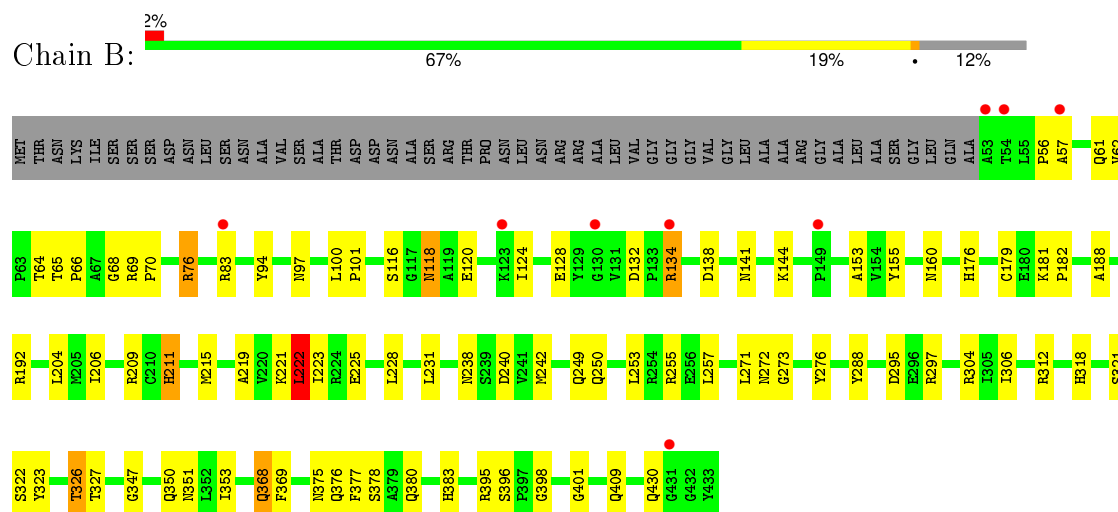 2%
Chain B:
67% 19% • 12%
MET THR ASN LYS ILE SER SER SER ASP ASN LEU SER ASN ALA VAL SER ALA THR ASP ASP ASN ALA SER ARG THR PRO ASN LEU ASN ARG ARG ALA LEU VAL GLY GLY GLY VAL GLY LEU ALA ALA ARG GLY ALA LEU ALA SER GLY LEU GLN ALA A53 T54 L55 P56 A57 Q61 V62
P63 T64 T65 P66 A67 G68 R69 P70 R76 R83 Y94 N97 L100 P101 S116 G117 N118 A119 E120 K123 I124 E128 Y129 G130 V131 D132 P133 R134 D138 N141 K144 P149 A153 V154 Y155 N160 H176 C179 E180 K181 P182 A188
R192 L204 M205 I206 R209 C210 H211 M215 A219 V220 K221 L222 I223 R224 E225 L228 L231 N238 S239 D240 V241 M242 Q249 Q250 L253 R254 R255 E256 L257 L271 N272 G273 Y276 Y288 D295 E296 R297 R304 I305 I306 R312 H318 S321
S322 Y323 T326 T327 G347 Q350 N351 L352 I353 Q368 F369 N375 Q376 F377 S378 A379 Q380 H383 R395 S396 P397 G398 G401 Q409 Q430 G431 G432 Y433